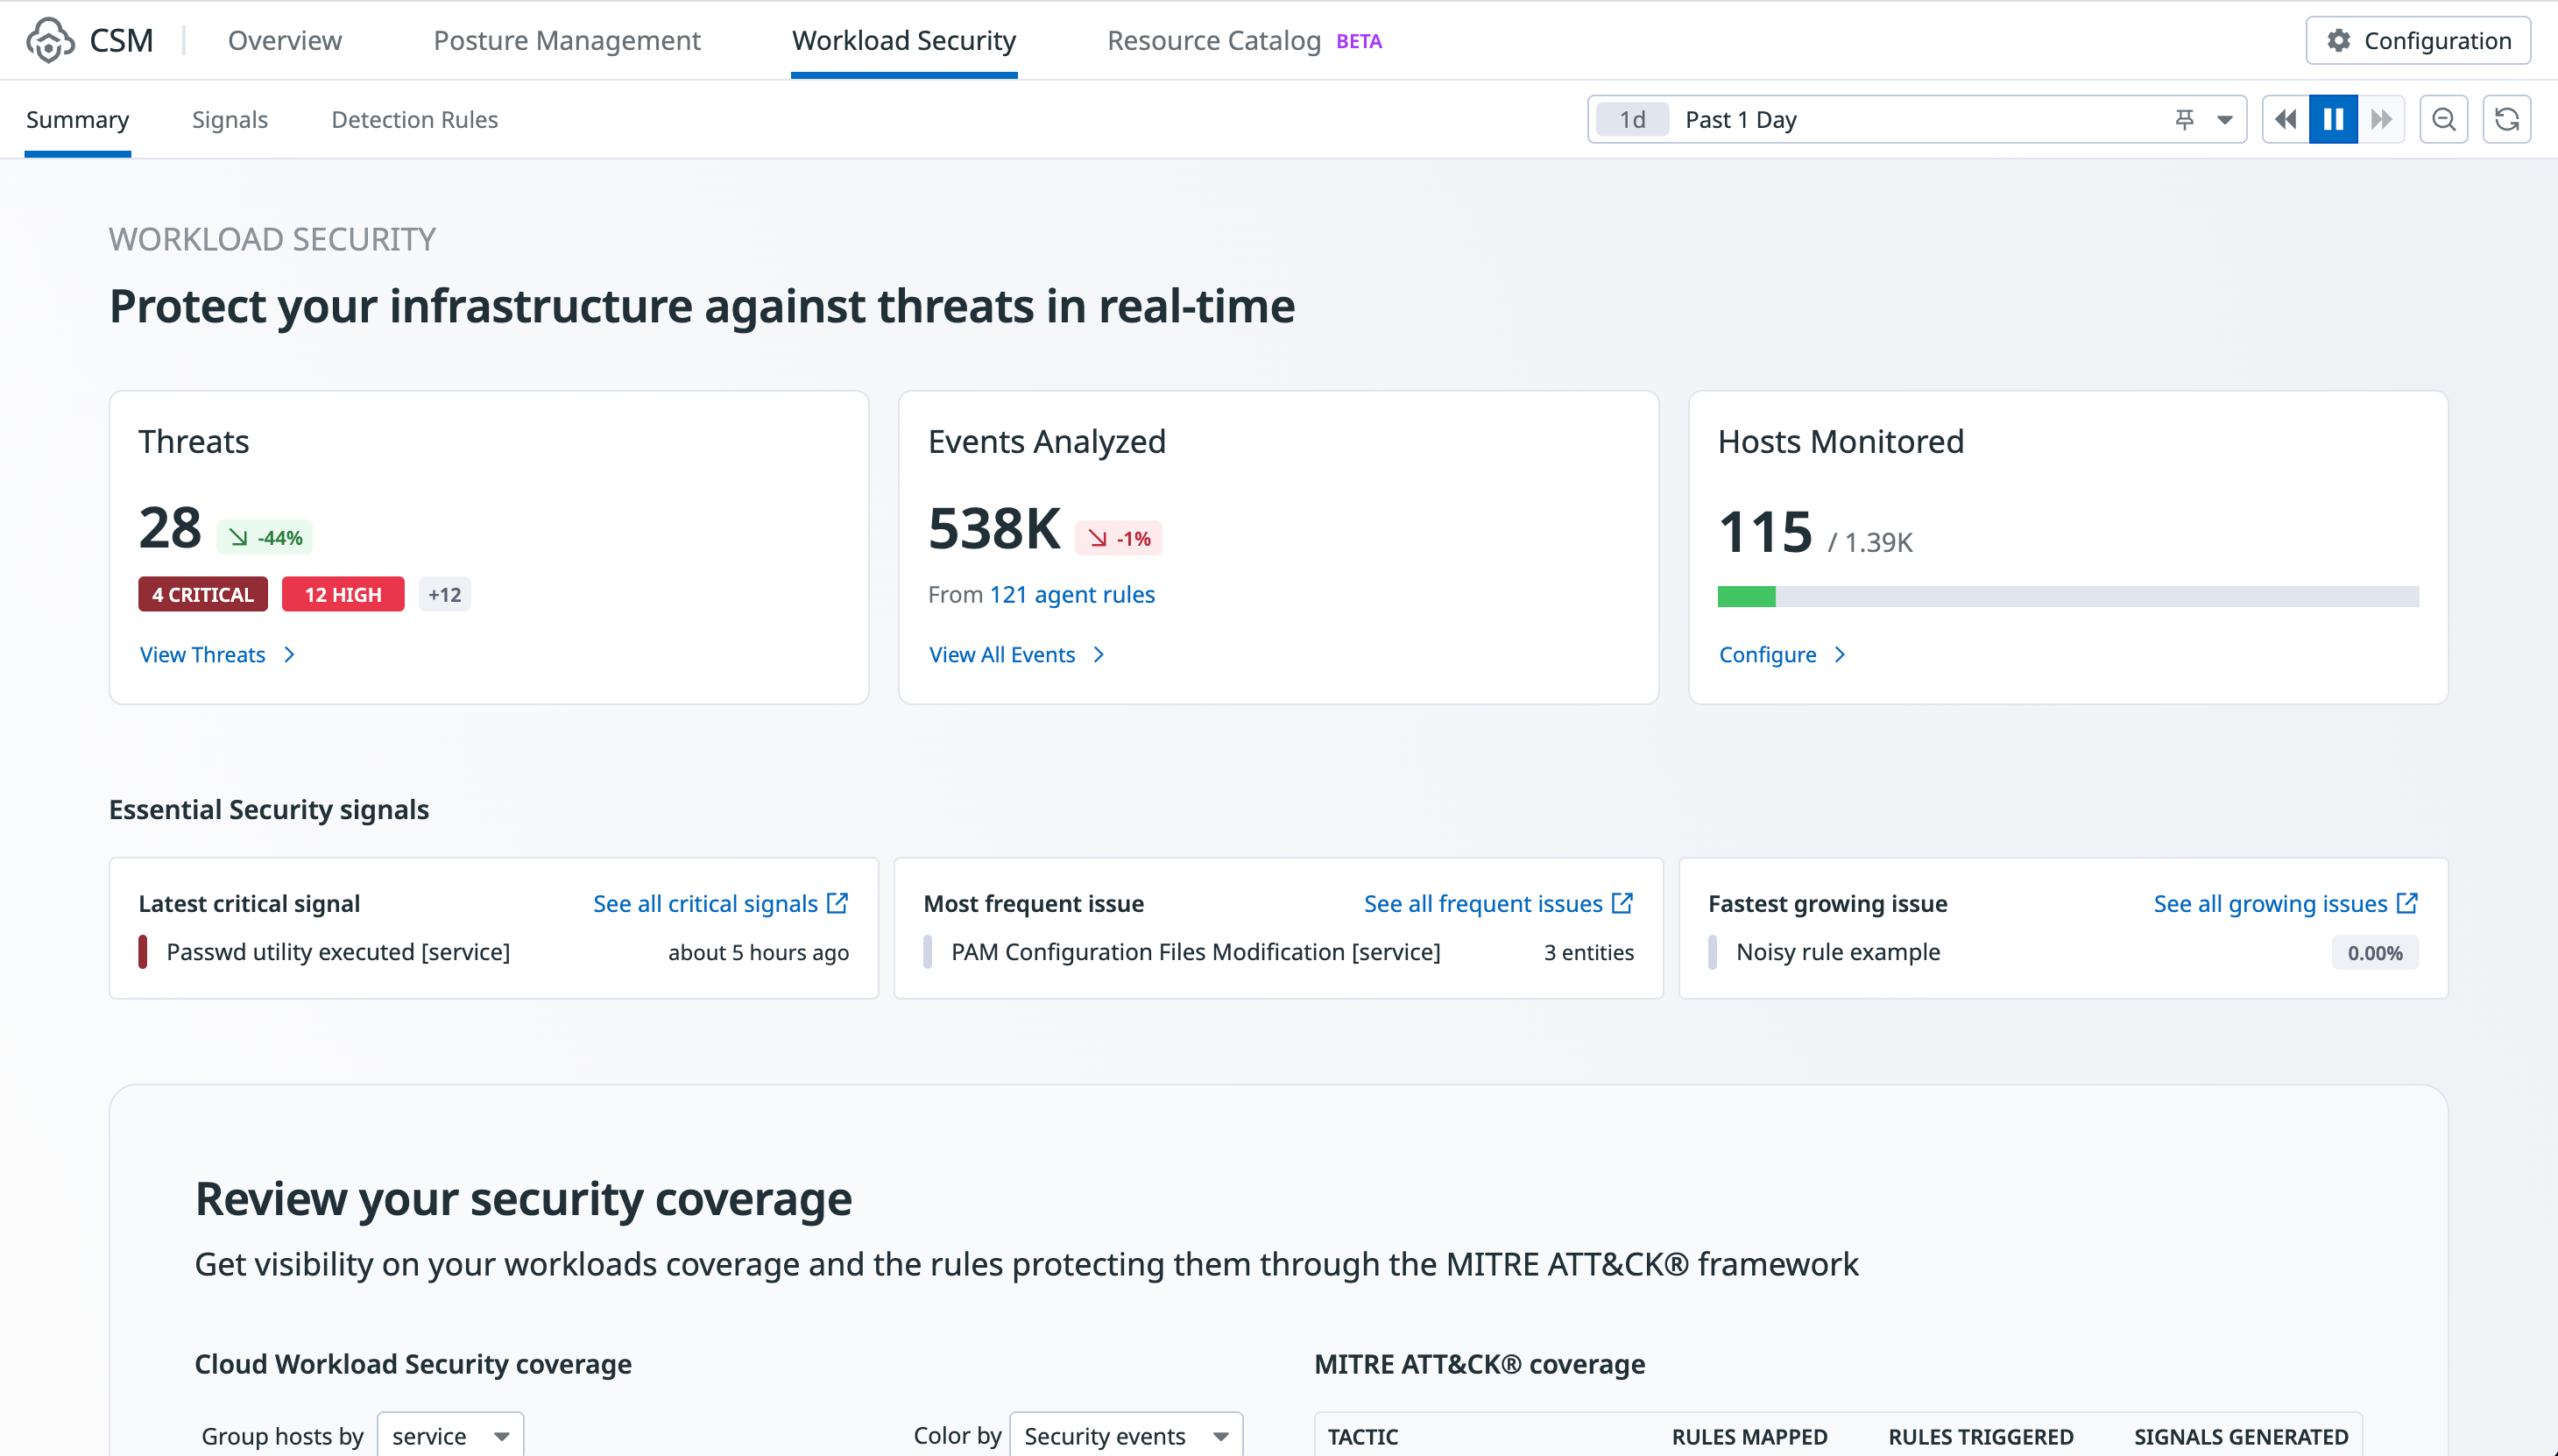 CSM
Overview
Posture Management
Workload Security
Resource Catalog BETA
Configuration
Summary
Signals
Detection Rules
1d Past 1 Day
WORKLOAD SECURITY
Protect your infrastructure against threats in real-time
Threats
28 -44%
4 CRITICAL 12 HIGH +12
View Threats
Events Analyzed
538K -1%
From 121 agent rules
View All Events
Hosts Monitored
115 / 1.39K
Configure
Essential Security signals
Latest critical signal See all critical signals
Passwd utility executed [service] about 5 hours ago
Most frequent issue See all frequent issues
PAM Configuration Files Modification [service] 3 entities
Fastest growing issue See all growing issues
Noisy rule example 0.00%
Review your security coverage
Get visibility on your workloads coverage and the rules protecting them through the MITRE ATT&CK® framework
Cloud Workload Security coverage
Group hosts by service Color by Security events
MITRE ATT&CK® coverage
TACTIC RULES MAPPED RULES TRIGGERED SIGNALS GENERATED